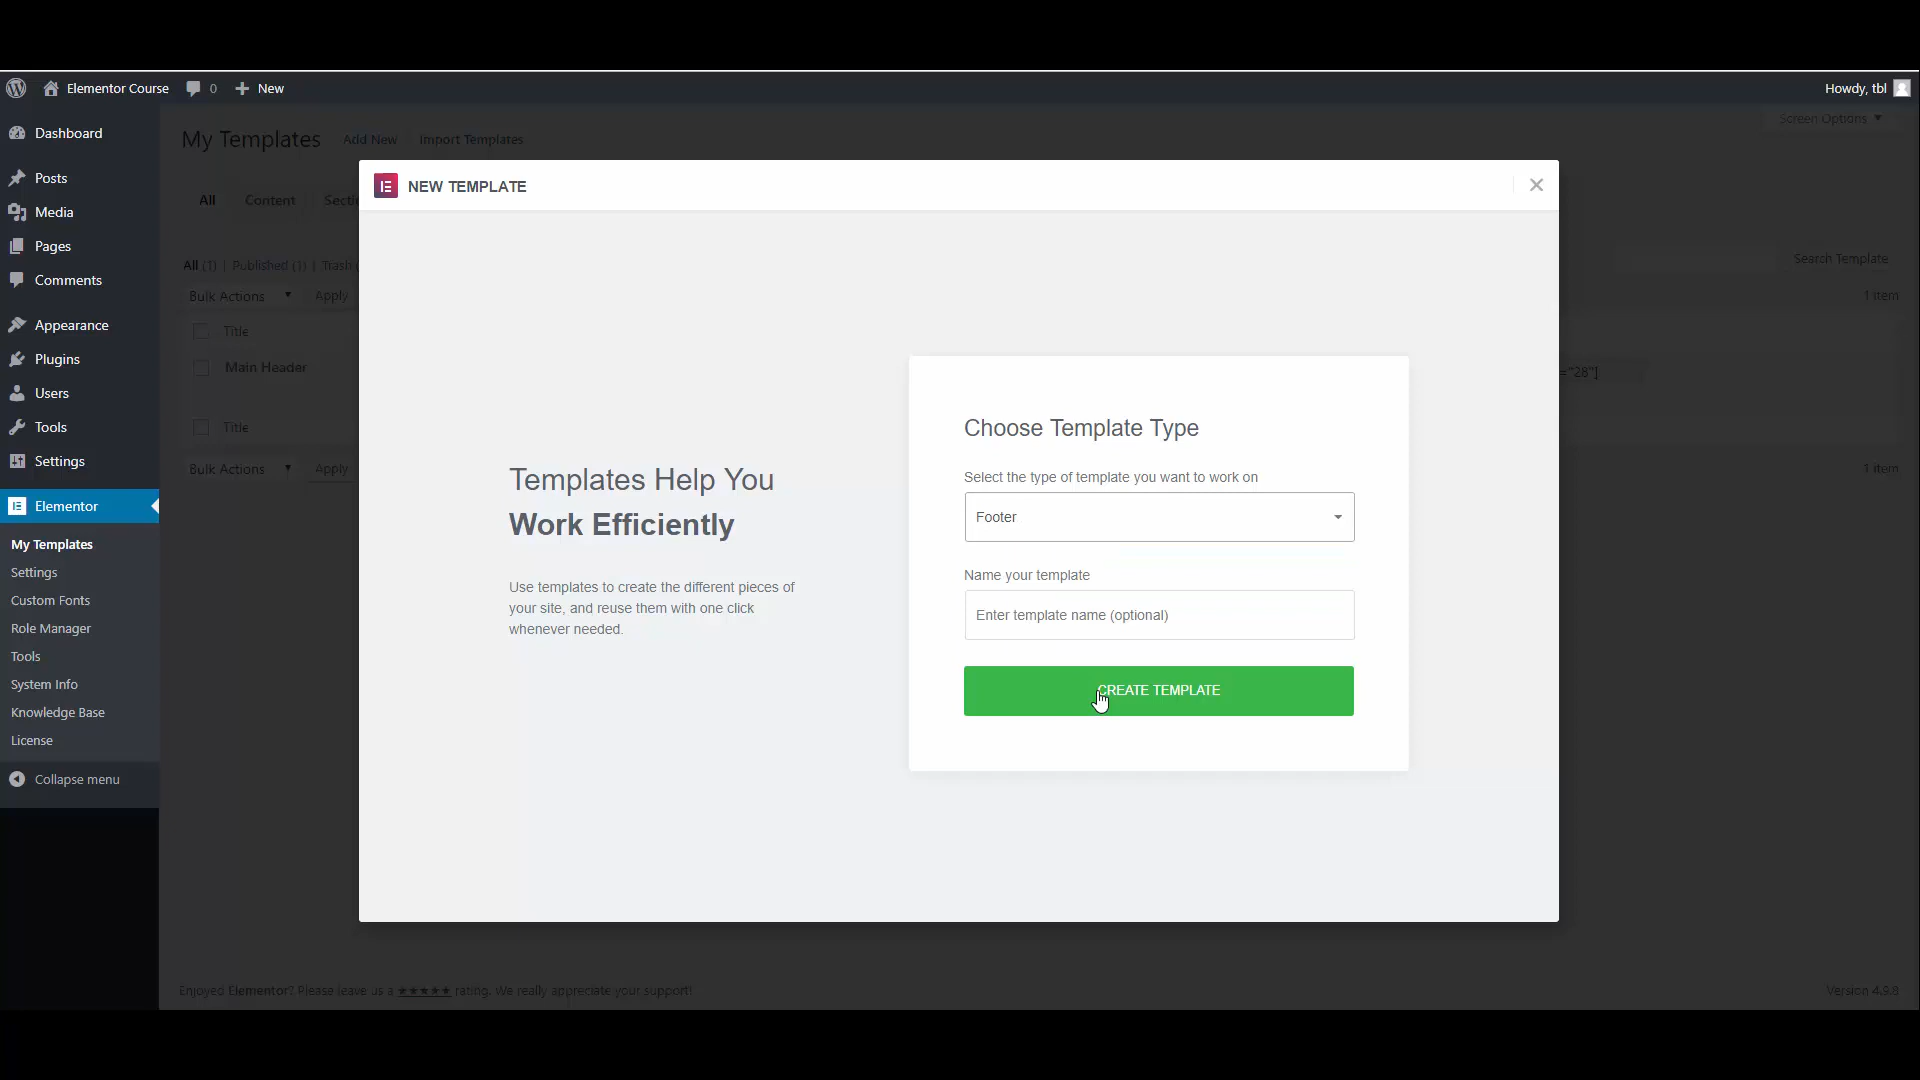 Elementor Course 0 New Howdy, tbl
Dashboard
Posts
Media
Pages
Comments
Appearance
Plugins
Users
Tools
Settings
Elementor
My Templates
Settings
Custom Fonts
Role Manager
Tools
System Info
Knowledge Base
License
Collapse menu
My Templates Add New Import Templates
Screen Options
All Content
All (1) | Published (1) | Trash
Search Template
Bulk Actions Apply
1 item
Title
Main Header
="28"]
Title
Bulk Actions Apply
1 item
NEW TEMPLATE
Templates Help You
Work Efficiently
Use templates to create the different pieces of
your site, and reuse them with one click
whenever needed.
Choose Template Type
Select the type of template you want to work on
Footer
Name your template
Enter template name (optional)
CREATE TEMPLATE
Enjoyed Elementor? Please leave us a ★★★★★ rating. We really appreciate your support!
Version 4.9.8